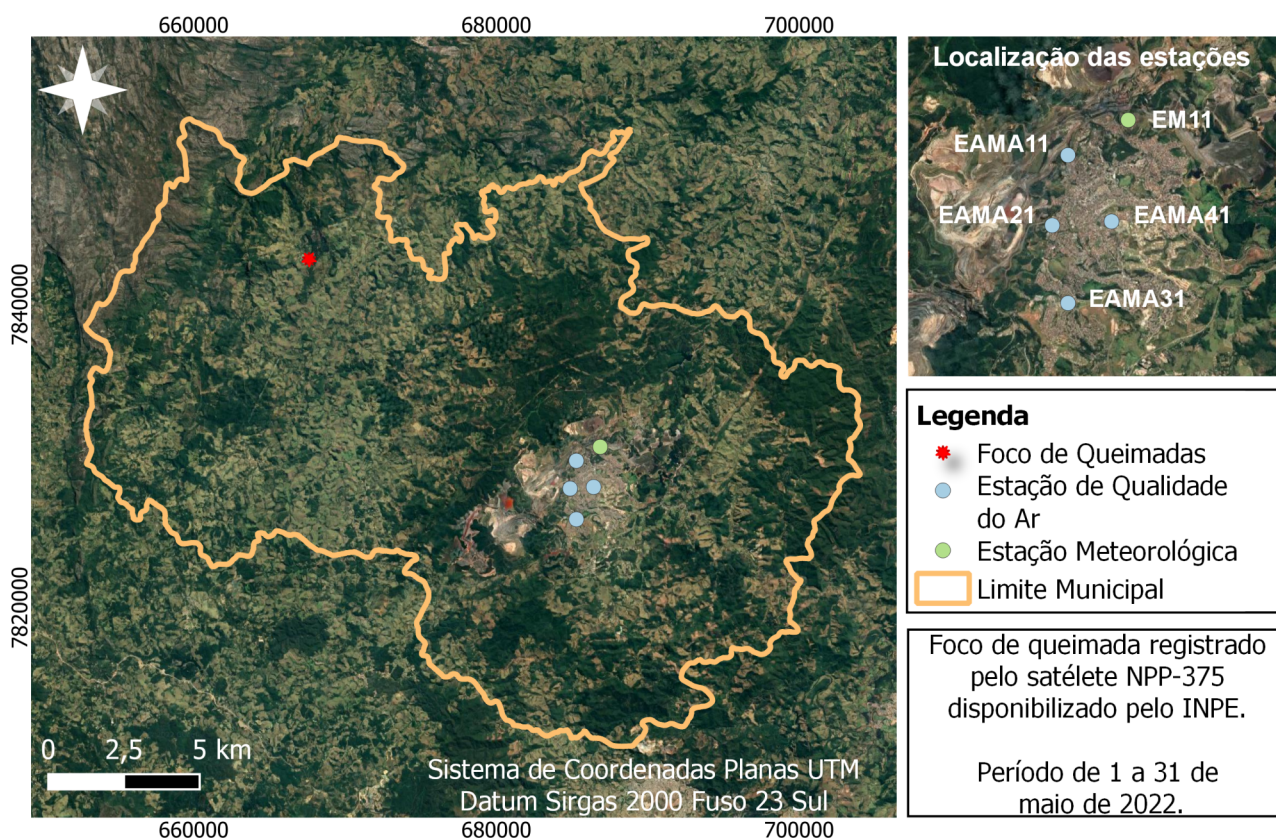 660000
680000
700000
7840000
7820000
0 2,5 5 km
Sistema de Coordenadas Planas UTM
Datum Sirgas 2000 Fuso 23 Sul
660000
680000
700000
Localização das estações
EM11
EAMA11
EAMA21
EAMA41
EAMA31
Legenda
Foco de Queimadas
Estação de Qualidade
do Ar
Estação Meteorológica
Limite Municipal
Foco de queimada registrado
pelo satélete NPP-375
disponibilizado pelo INPE.
Período de 1 a 31 de
maio de 2022.